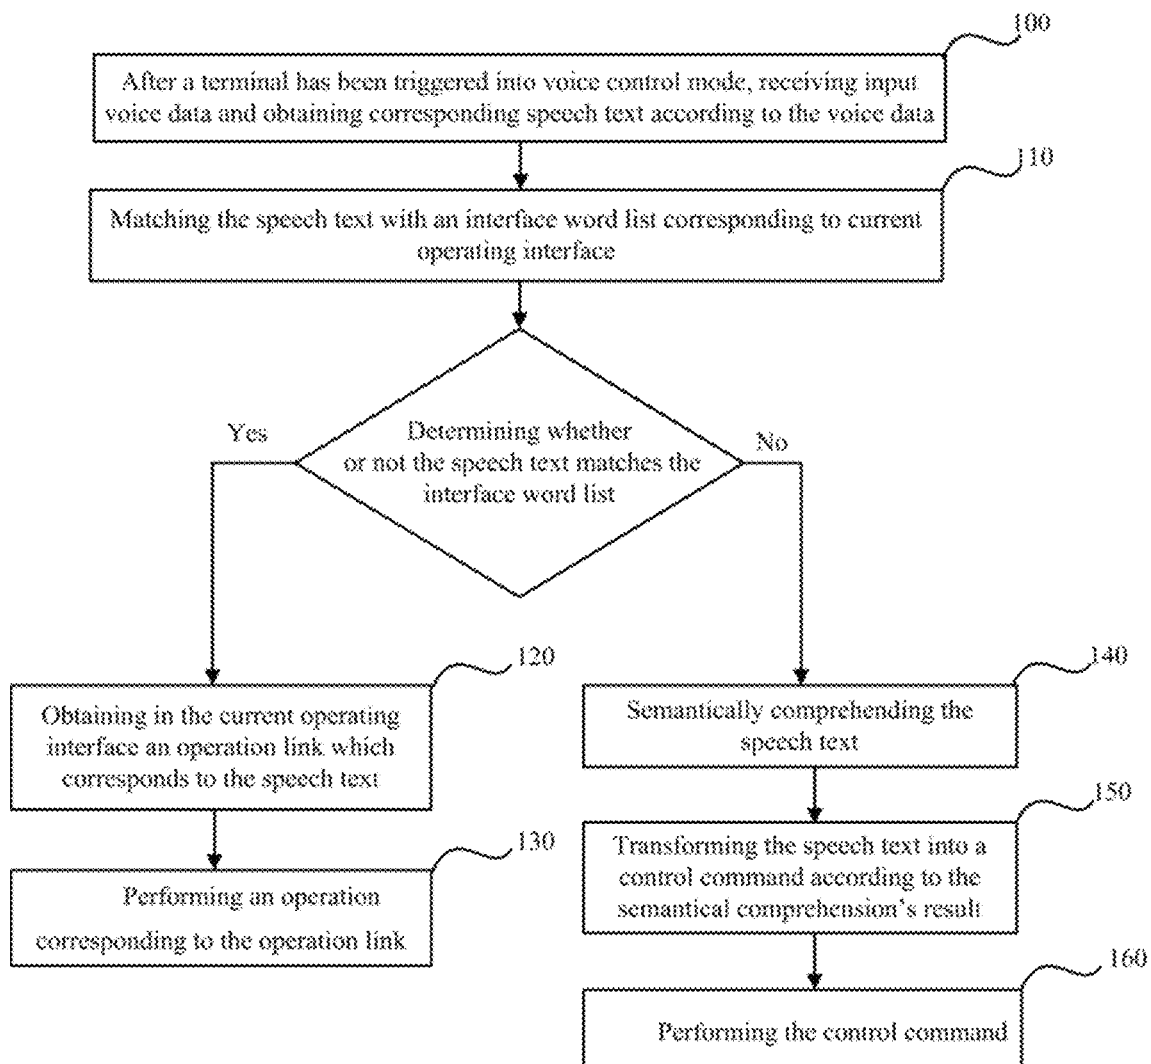 100
After a terminal has been triggered into voice control mode, receiving input
voice data and obtaining corresponding speech text according to the voice data
110
Matching the speech text with an interface word list corresponding to current
operating interface
Yes
Determining whether
or not the speech text matches the
interface word list
No
120
Obtaining in the current operating
interface an operation link which
corresponds to the speech text
130
Performing an operation
corresponding to the operation link
140
Semantically comprehending the
speech text
150
Transforming the speech text into a
control command according to the
semantical comprehension's result
160
Performing the control command